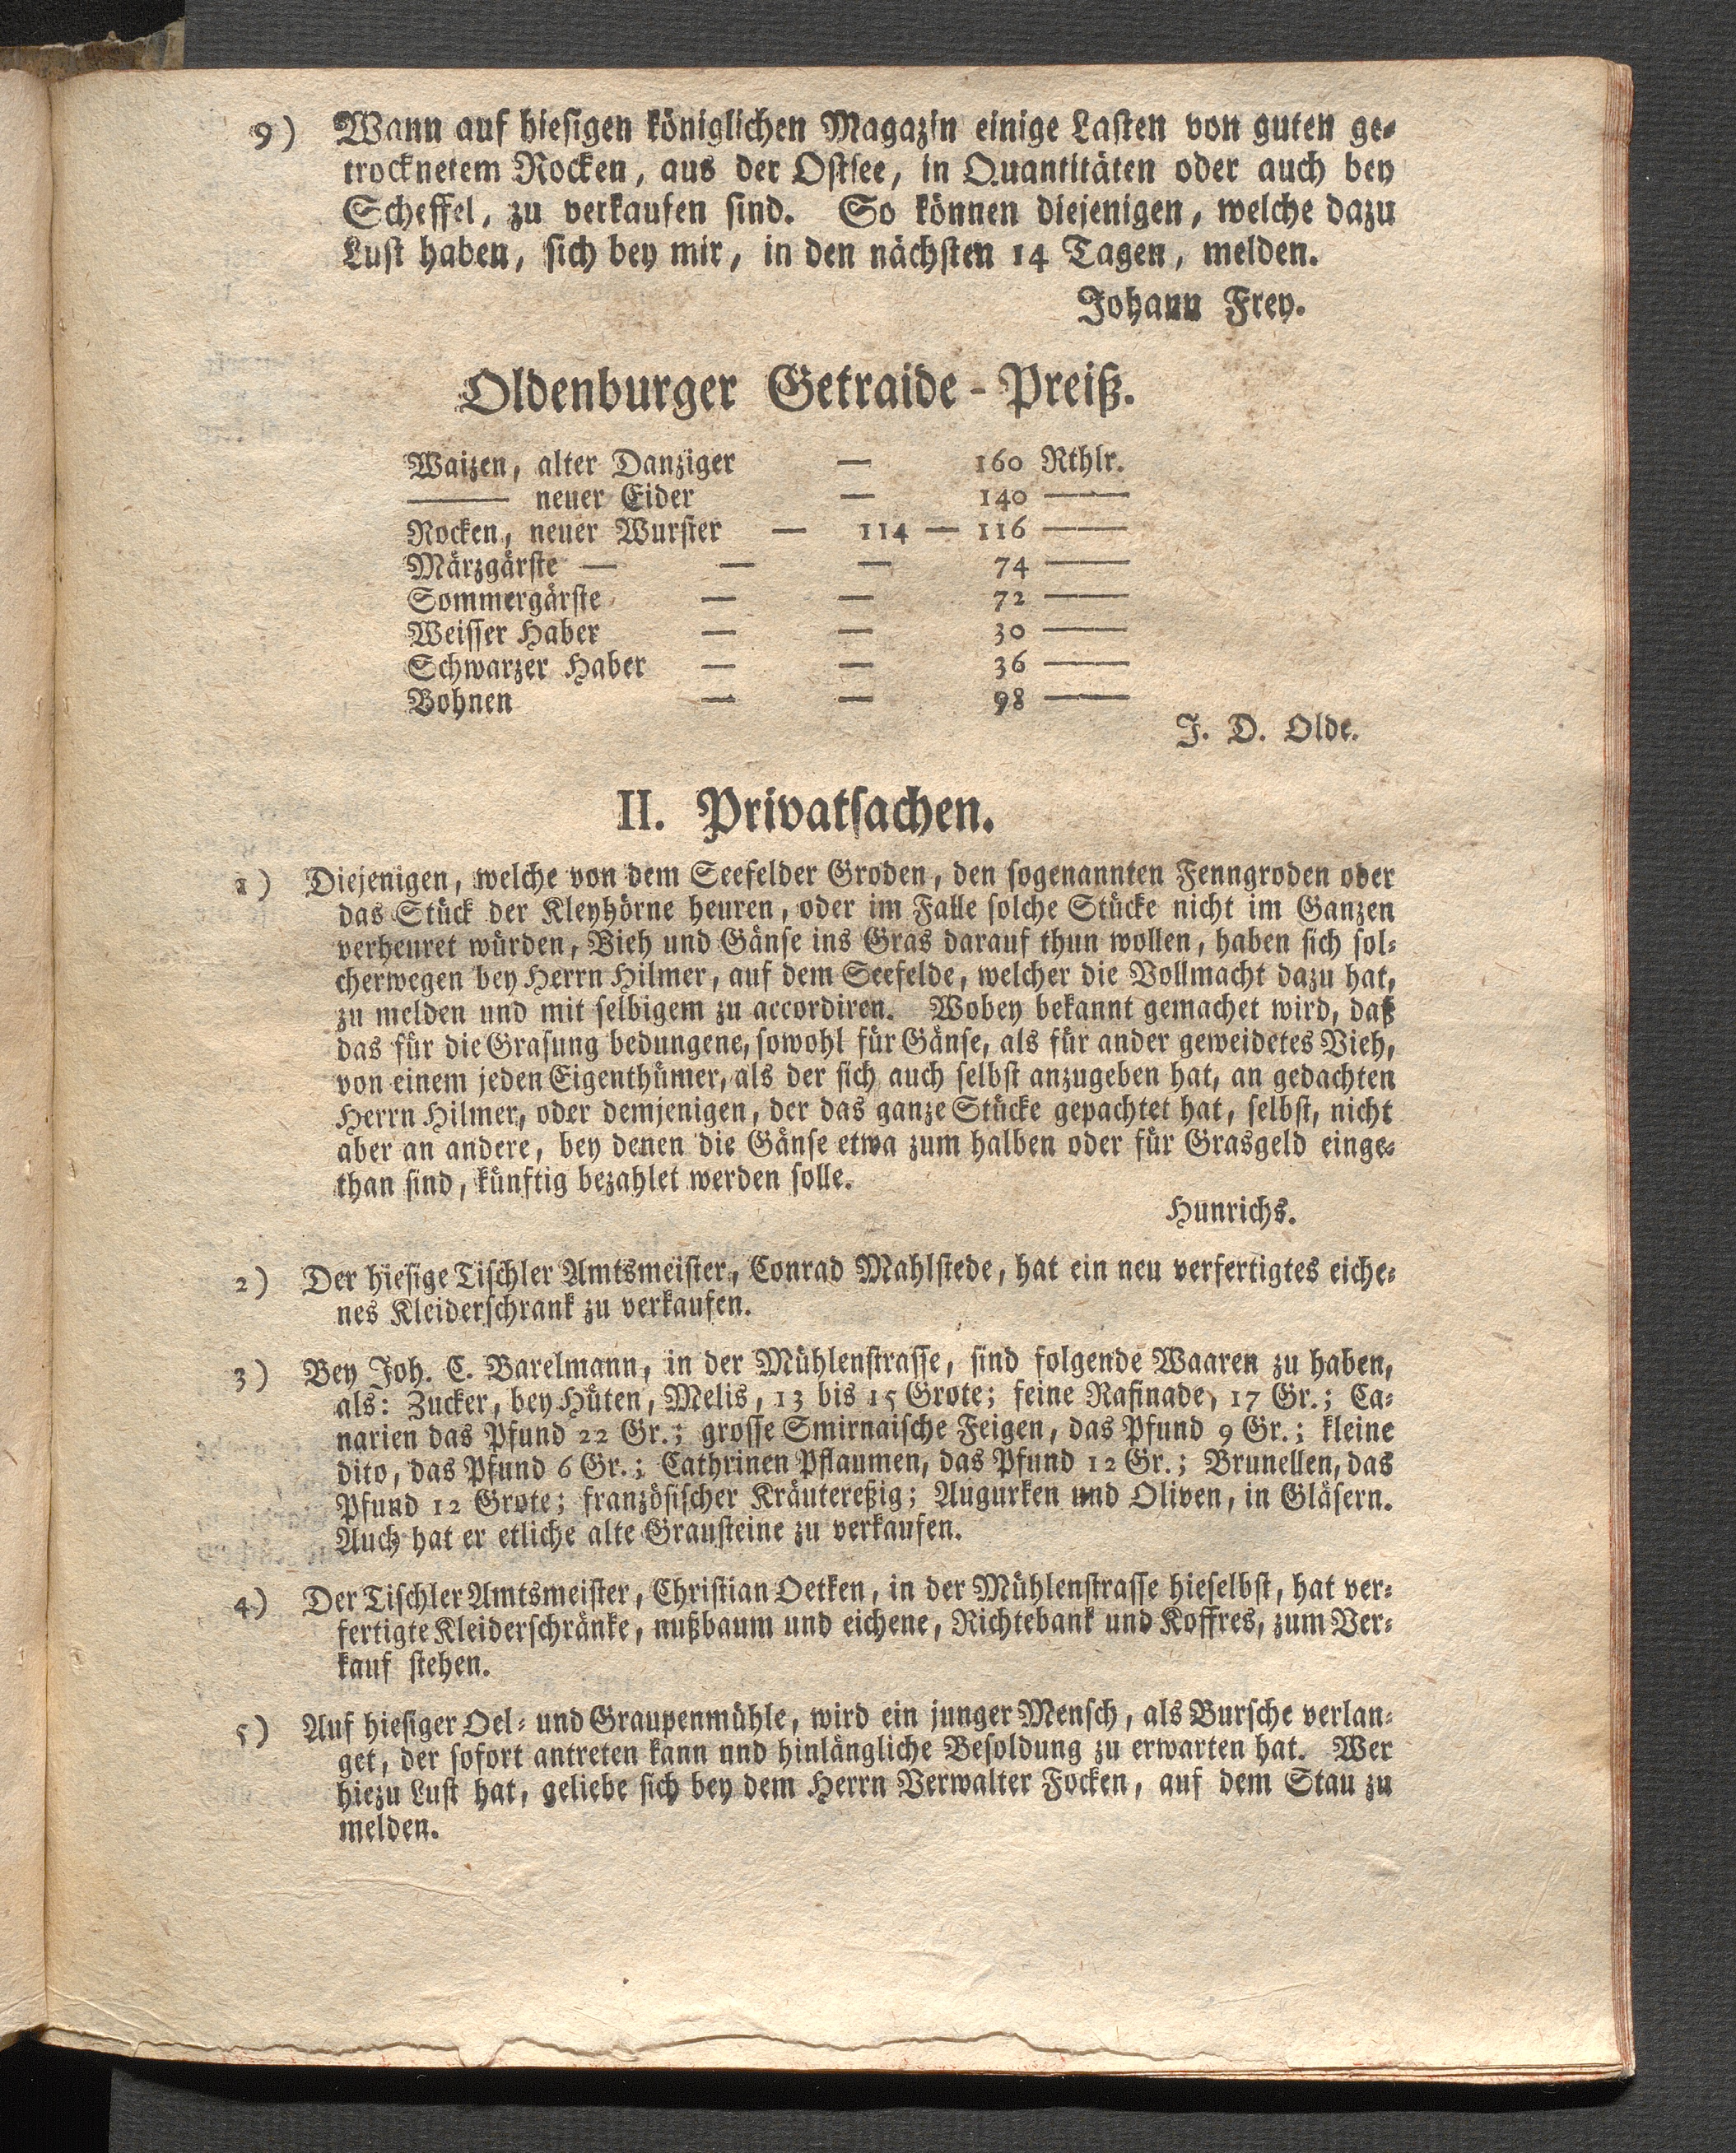 9) Wann auf hiesigen königlichen Magazin einige Lasten von guten ge-
trocknetem Rocken, aus der Ostsee, in Quantitäten oder auch bey
Scheffel, zu verkaufen sind. So können diejenigen, welche dazu
Lust haben, sich bey mir, in den nächsten 14 Tagen, melden.
Johann Frey.
Oldenburger Getraide-Preiß.
Waizen, alter Danziger — 160 Rthlr.
—— neuer Eider — 140 ——
Rocken, neuer Wurster — 114 — 116 ——
Märzgärste — — — 74 ——
Sommergärste — — 72 ——
Weisser Haber — — 30 ——
Schwarzer Haber — — 36 ——
Bohnen — — 98 ——
J. D. Olde.
II. Privatsachen.
1) Diejenigen, welche von dem Seefelder Groden, den sogenannten Fenngroden oder
das Stück der Kleyhörne heuren, oder im Falle solche Stücke nicht im Ganzen
verheuret würden, Vieh und Gänse ins Gras darauf thun wollen, haben sich sol-
cherwegen bey Herrn Hilmer, auf dem Seefelde, welcher die Vollmacht dazu hat,
zu melden und mit selbigem zu accordiren. Wobey bekannt gemachet wird, daß
das für die Grasung bedungene, sowohl für Gänse, als für ander geweidetes Vieh,
von einem jeden Eigenthümer, als der sich auch selbst anzugeben hat, an gedachten
Herrn Hilmer, oder demjenigen, der das ganze Stücke gepachtet hat, selbst, nicht
aber an andere, bey denen die Gänse etwa zum halben oder für Grasgeld einge-
than sind, künftig bezahlet werden solle.
Hunrichs.
2) Der hiesige Tischler Amtsmeister, Conrad Mahlstede, hat ein neu verfertigtes eiche-
nes Kleiderschrank zu verkaufen.
3) Bey Joh. C. Barelmann, in der Mühlenstrasse, sind folgende Waaren zu haben,
als: Zucker, bey Hüten, Melis, 13 bis 15 Grote; feine Rafinade, 17 Gr.; Ca-
narien das Pfund 22 Gr.; grosse Smirnaische Feigen, das Pfund 9 Gr.; kleine
dito, das Pfund 6 Gr.; Cathrinen Pflaumen, das Pfund 12 Gr.; Brunellen, das
Pfund 12 Grote; französischer Kräutereßig; Augurken und Oliven, in Gläsern.
Auch hat er etliche alte Grausteine zu verkaufen.
4) Der Tischler Amtsmeister, Christian Oetken, in der Mühlenstrasse hieselbst, hat ver-
fertigte Kleiderschränke, nußbaum und eichene, Richtebank und Koffres, zum Ver-
kauf stehen.
5) Auf hiesiger Oel- und Graupenmühle, wird ein junger Mensch, als Bursche verlan-
get, der sofort antreten kann und hinlängliche Besoldung zu erwarten hat. Wer
hiezu Lust hat, geliebe sich bey dem Herrn Verwalter Focken, auf dem Stau zu
melden.